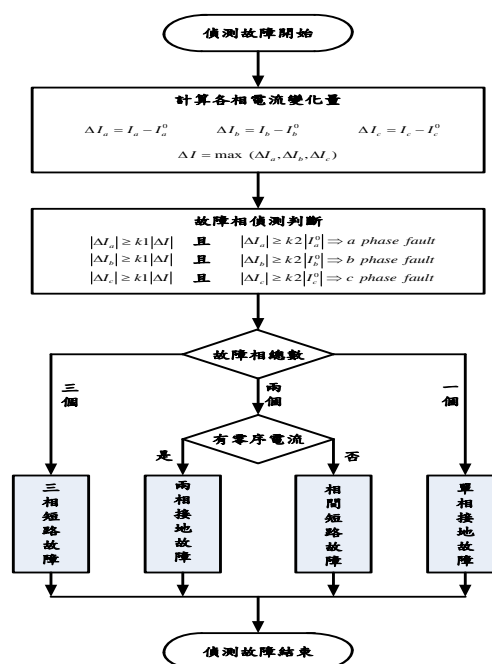 偵測故障開始
計算各相電流變化量
ΔI_a = I_a − I_a^0 ΔI_b = I_b − I_b^0 ΔI_c = I_c − I_c^0
ΔI = max (ΔI_a, ΔI_b, ΔI_c)
故障相偵測判斷
|ΔI_a| ≥ k1|ΔI| 且 |ΔI_a| ≥ k2|I_a^0| ⇒ a phase fault
|ΔI_b| ≥ k1|ΔI| 且 |ΔI_b| ≥ k2|I_b^0| ⇒ b phase fault
|ΔI_c| ≥ k1|ΔI| 且 |ΔI_c| ≥ k2|I_c^0| ⇒ c phase fault
故障相總數
三個
兩個
一個
有零序電流
是
否
三相短路故障
兩相接地故障
相間短路故障
單相接地故障
偵測故障結束